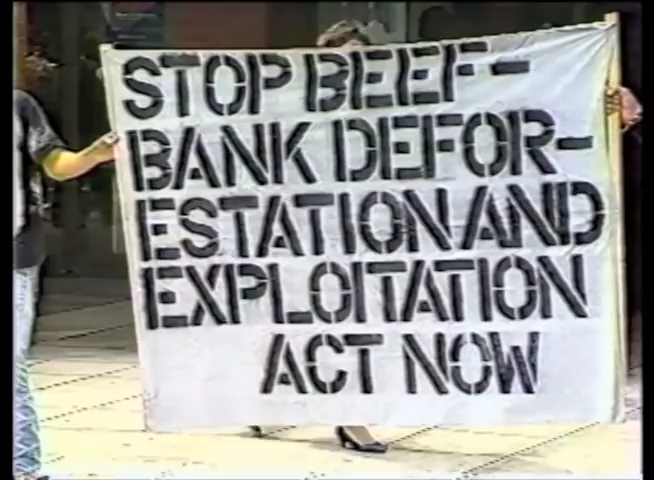 STOP BEEF-
BANK DEFOR-
ESTATION AND
EXPLOITATION
ACT NOW